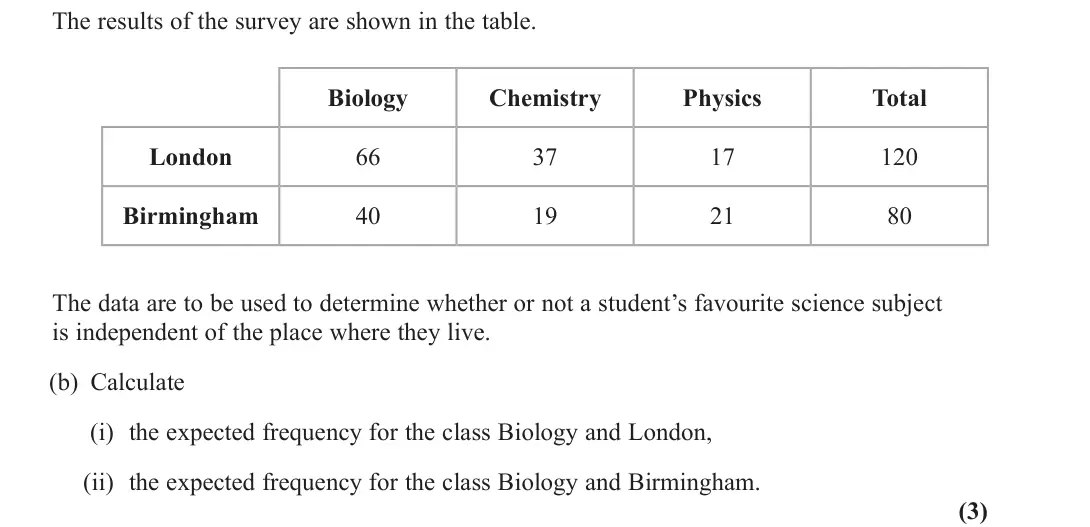 The results of the survey are shown in the table.
Biology Chemistry Physics Total
London 66 37 17 120
Birmingham 40 19 21 80
The data are to be used to determine whether or not a student’s favourite science subject
is independent of the place where they live.
(b) Calculate
(i) the expected frequency for the class Biology and London,
(ii) the expected frequency for the class Biology and Birmingham.
(3)